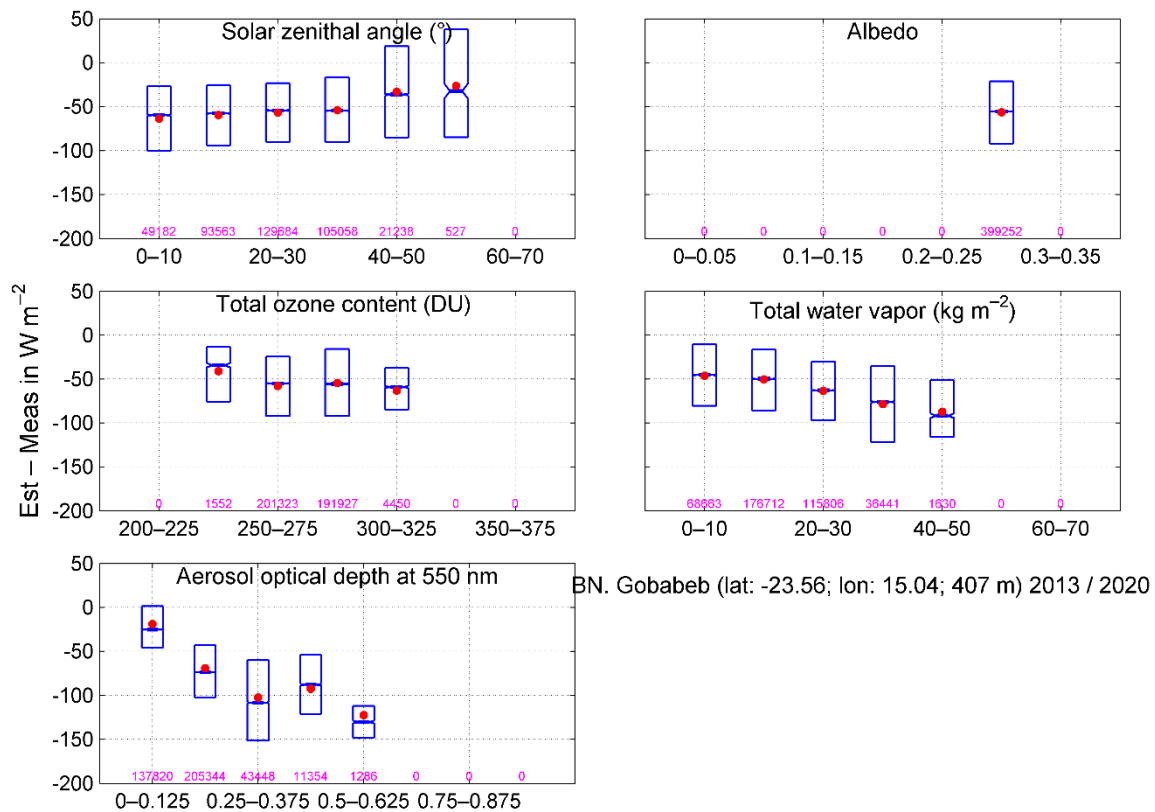 Solar zenithal angle (°)
50
0
-50
-100
-150
-200
49182 93563 129684 105058 21238 527 0
0–10 20–30 40–50 60–70
Albedo
0 0 0 0 0 399252 0
0–0.05 0.1–0.15 0.2–0.25 0.3–0.35
Est – Meas in W m−2
Total ozone content (DU)
50
0
-50
-100
-150
-200
0 1552 201323 191927 4450 0 0
200–225 250–275 300–325 350–375
Total water vapor (kg m−2)
68663 176712 115806 36441 1630 0 0
0–10 20–30 40–50 60–70
Aerosol optical depth at 550 nm
50
0
-50
-100
-150
-200
137820 205344 43448 11354 1286 0 0 0
0–0.125 0.25–0.375 0.5–0.625 0.75–0.875
BN. Gobabeb (lat: -23.56; lon: 15.04; 407 m) 2013 / 2020